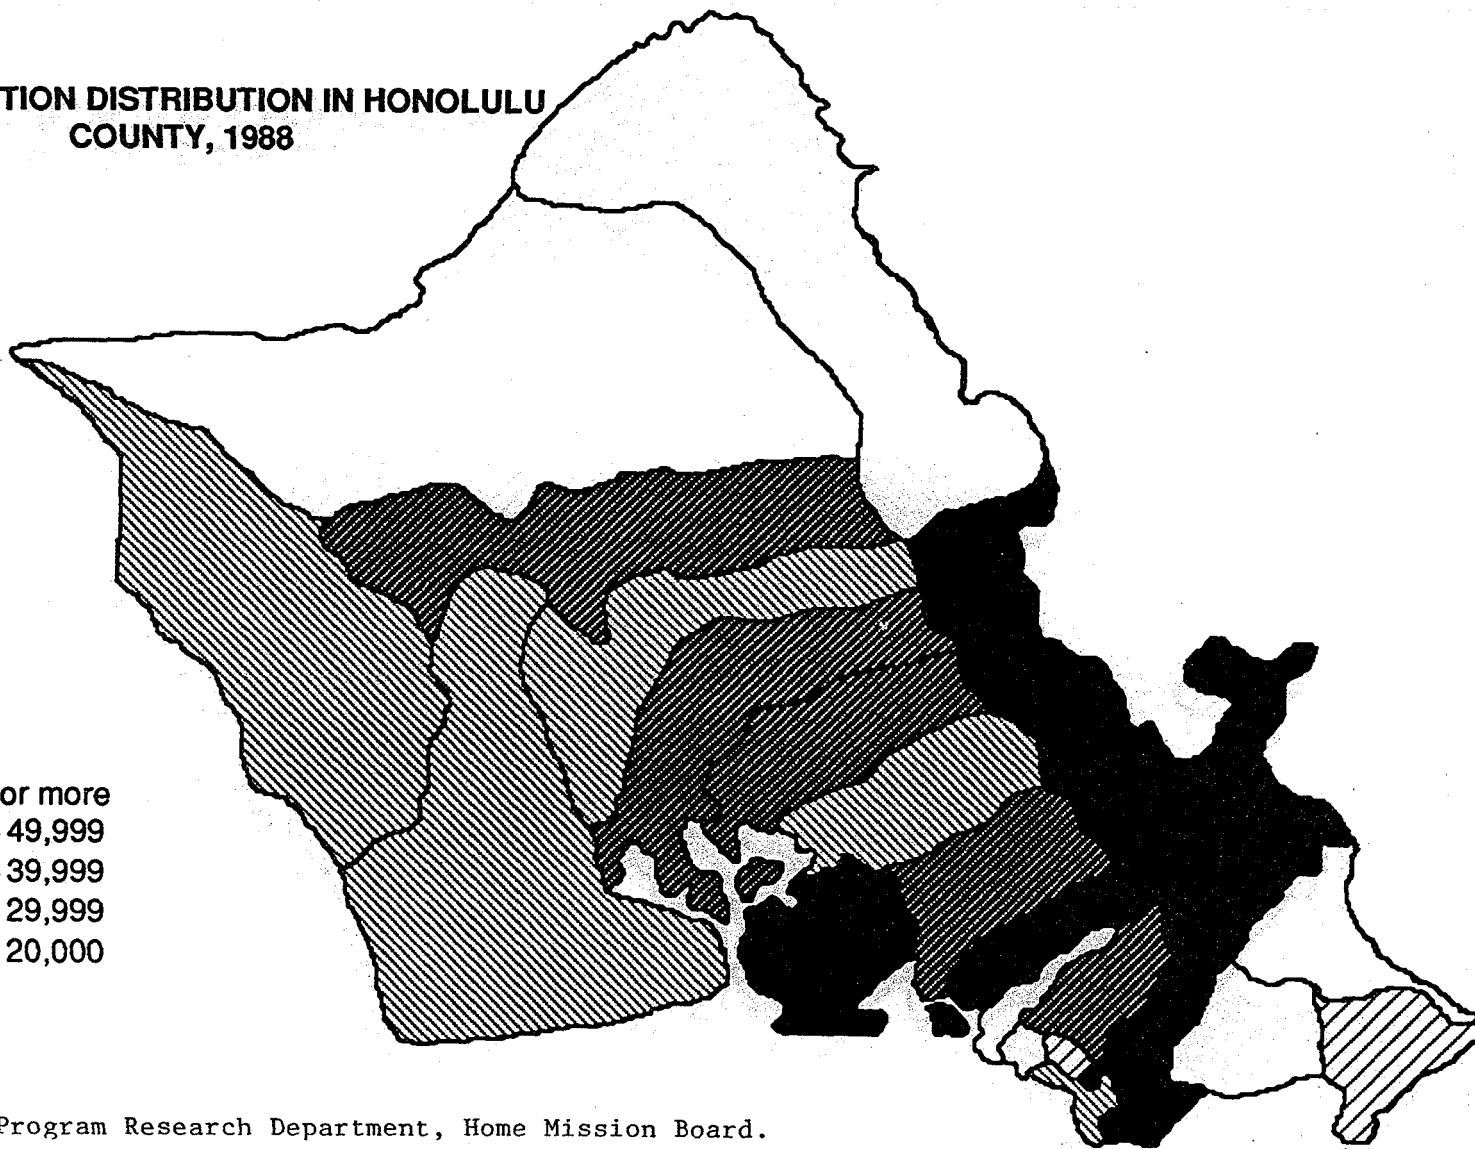 TION DISTRIBUTION IN HONOLULU
COUNTY, 1988
or more
49,999
39,999
29,999
20,000
Program Research Department, Home Mission Board.